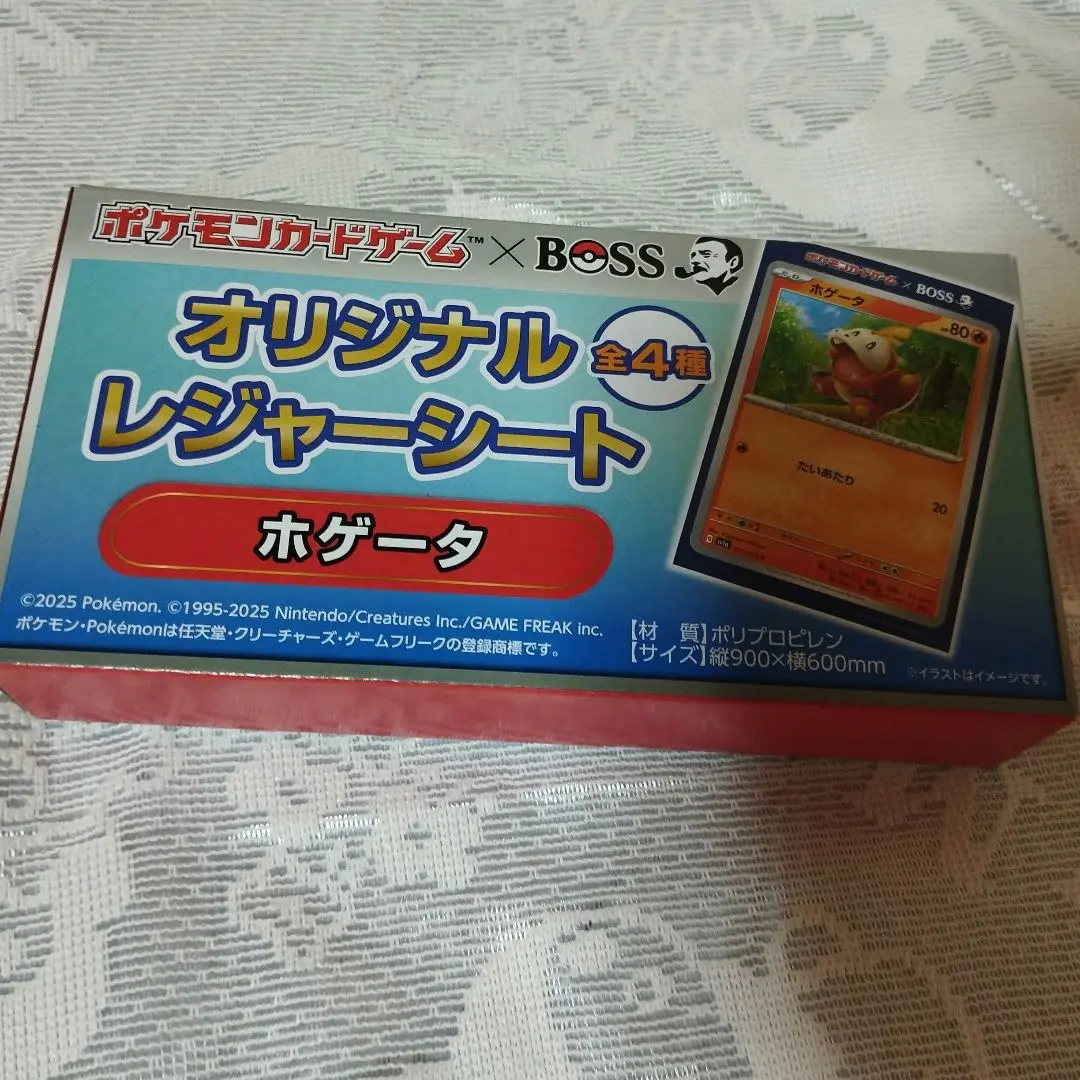 ポケモンカードゲーム™ × BOSS
オリジナル
レジャーシート
全4種
ホゲータ
©2025 Pokémon. ©1995-2025 Nintendo/Creatures Inc./GAME FREAK inc.
ポケモン・Pokémonは任天堂・クリーチャーズ・ゲームフリークの登録商標です。
【材 質】ポリプロピレン
【サイズ】縦900×横600mm
※イラストはイメージです。
ポケモンカードゲーム × BOSS
ホゲータ
80
たいあたり
20